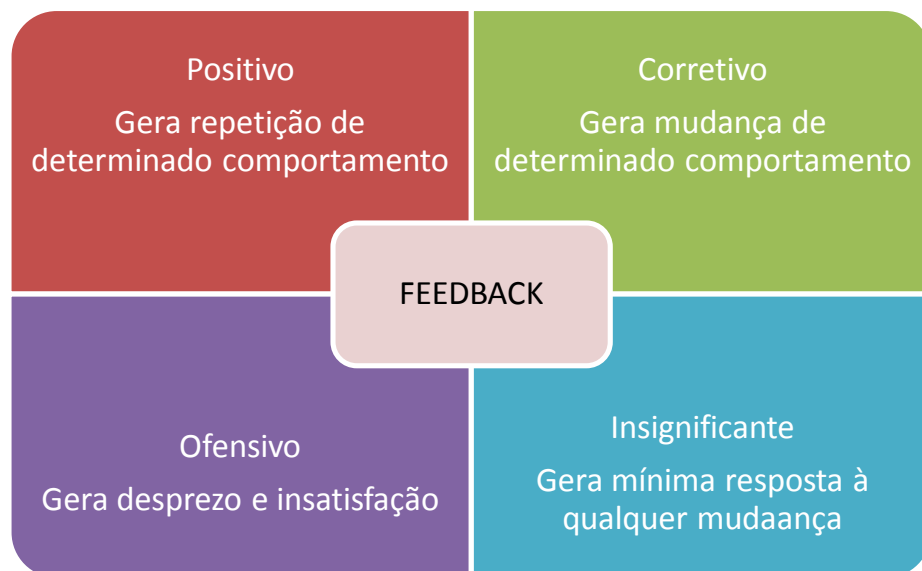 Positivo
Gera repetição de
determinado comportamento
Corretivo
Gera mudança de
determinado comportamento
FEEDBACK
Ofensivo
Gera desprezo e insatisfação
Insignificante
Gera mínima resposta à
qualquer mudaança